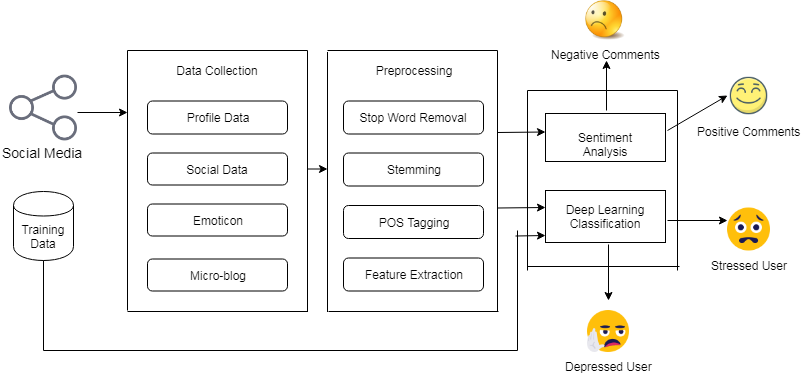 Negative Comments
Data Collection
Preprocessing
Profile Data
Stop Word Removal
Positive Comments
Sentiment
Analysis
Social Media
Social Data
Stemming
Training
Data
Emoticon
POS Tagging
Deep Learning
Classification
Stressed User
Micro-blog
Feature Extraction
Depressed User